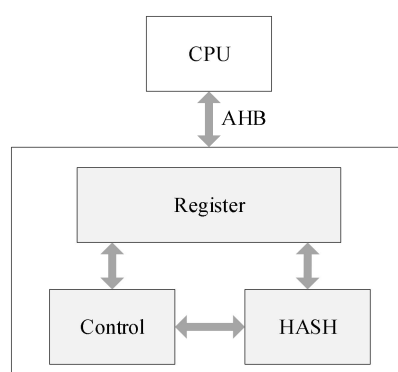 CPU
AHB
Register
Control
HASH